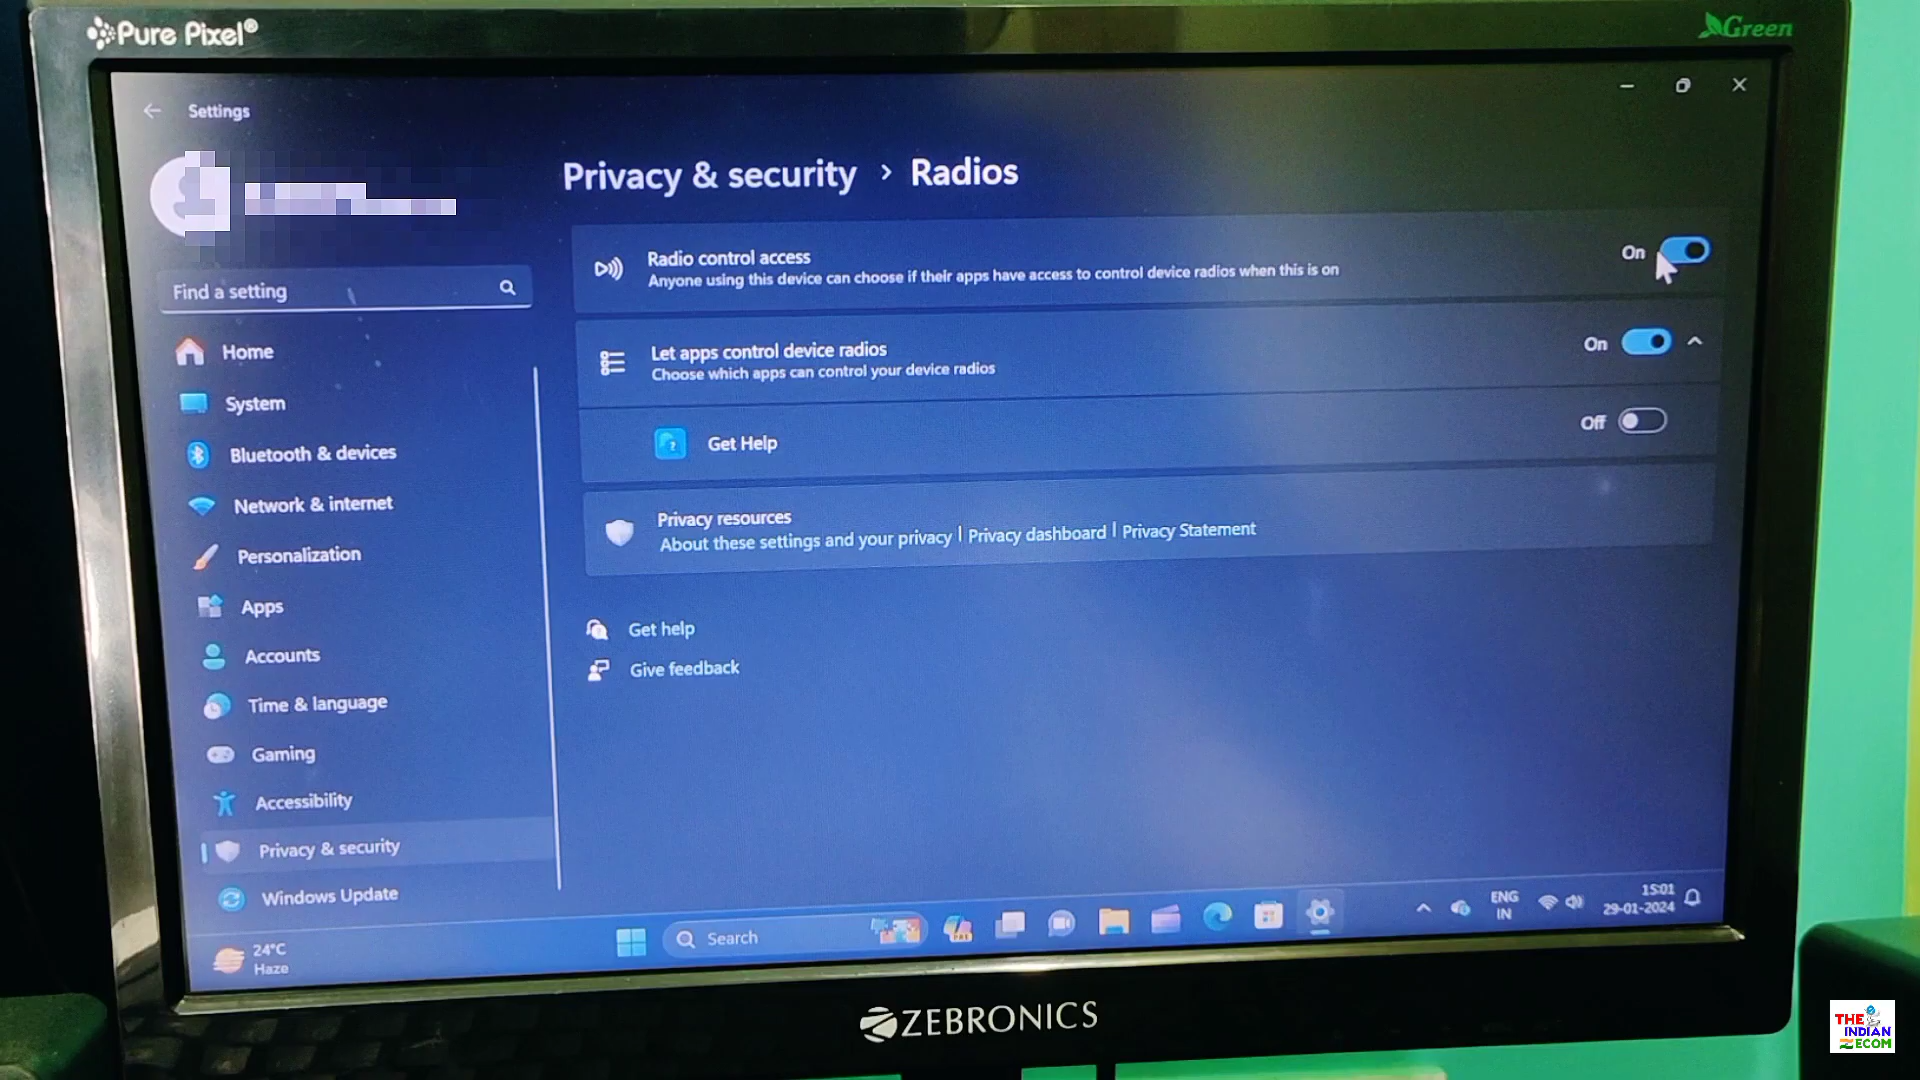 Pure Pixel®
Green
Settings
Privacy & security > Radios
Find a setting
Home
System
Bluetooth & devices
Network & internet
Personalization
Apps
Accounts
Time & language
Gaming
Accessibility
Privacy & security
Windows Update
Radio control access
Anyone using this device can choose if their apps have access to control device radios when this is on
On
Let apps control device radios
Choose which apps can control your device radios
On
Get Help
Off
Privacy resources
About these settings and your privacy | Privacy dashboard | Privacy Statement
Get help
Give feedback
24°C
Haze
Search
PRE
ENG
IN
15:01
29-01-2024
ZEBRONICS
THE
INDIAN
ECOM